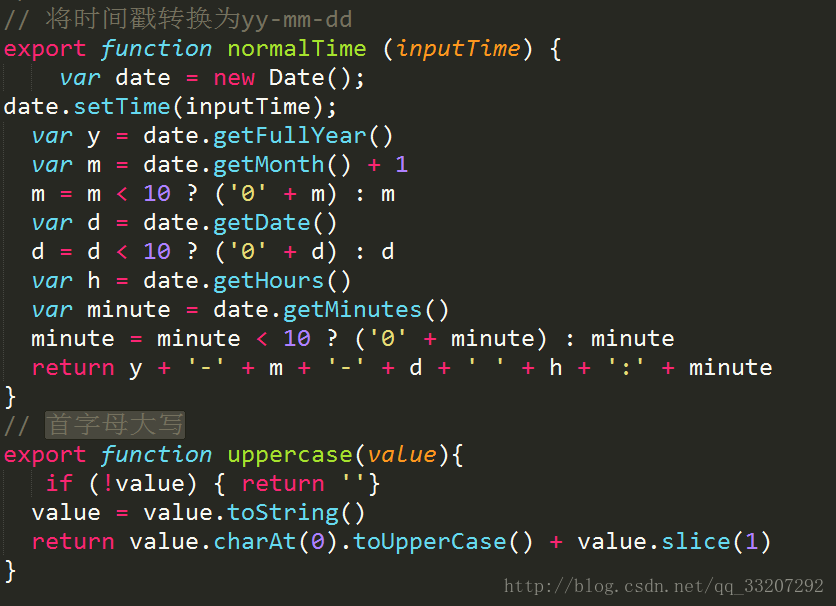 // 将时间戳转换为yy-mm-dd
export function normalTime (inputTime) {
    var date = new Date();
date.setTime(inputTime);
  var y = date.getFullYear()
  var m = date.getMonth() + 1
  m = m < 10 ? ('0' + m) : m
  var d = date.getDate()
  d = d < 10 ? ('0' + d) : d
  var h = date.getHours()
  var minute = date.getMinutes()
  minute = minute < 10 ? ('0' + minute) : minute
  return y + '-' + m + '-' + d + ' ' + h + ':' + minute
}
// 首字母大写
export function uppercase(value){
   if (!value) { return ''}
  value = value.toString()
  return value.charAt(0).toUpperCase() + value.slice(1)
}
http://blog.csdn.net/qq_33207292